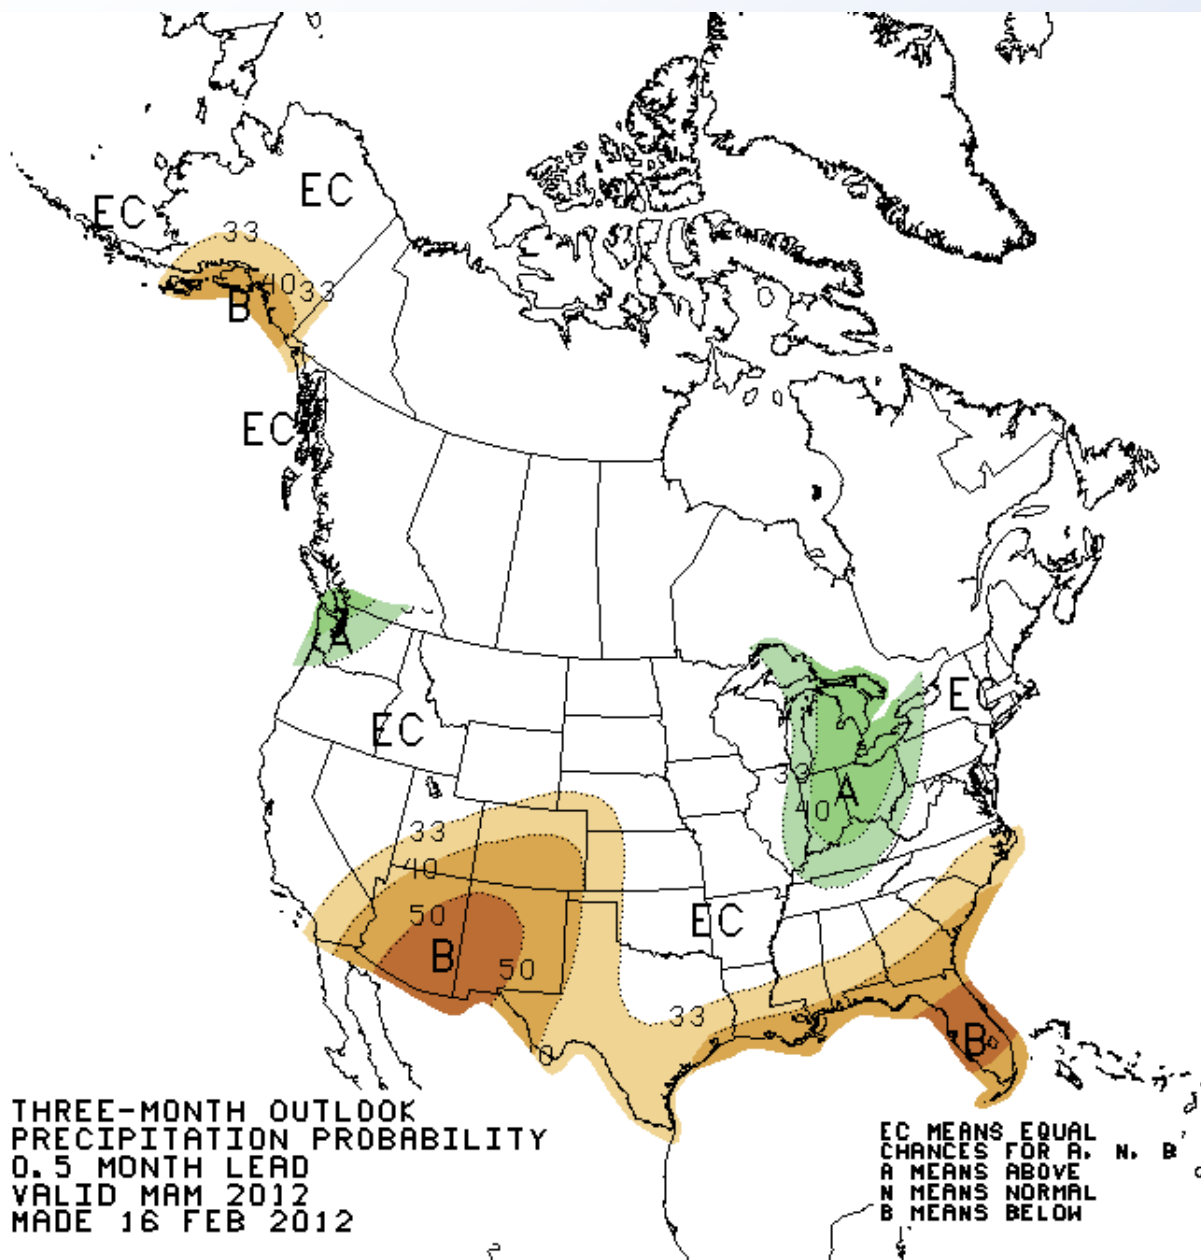 EC
EC
33
40
33
B
EC
A
EC
EC
33
A
40
33
40
50
EC
B
50
33
B
THREE-MONTH OUTLOOK
PRECIPITATION PROBABILITY
0.5 MONTH LEAD
VALID MAM 2012
MADE 16 FEB 2012
EC MEANS EQUAL
CHANCES FOR A, N, B
A MEANS ABOVE
N MEANS NORMAL
B MEANS BELOW